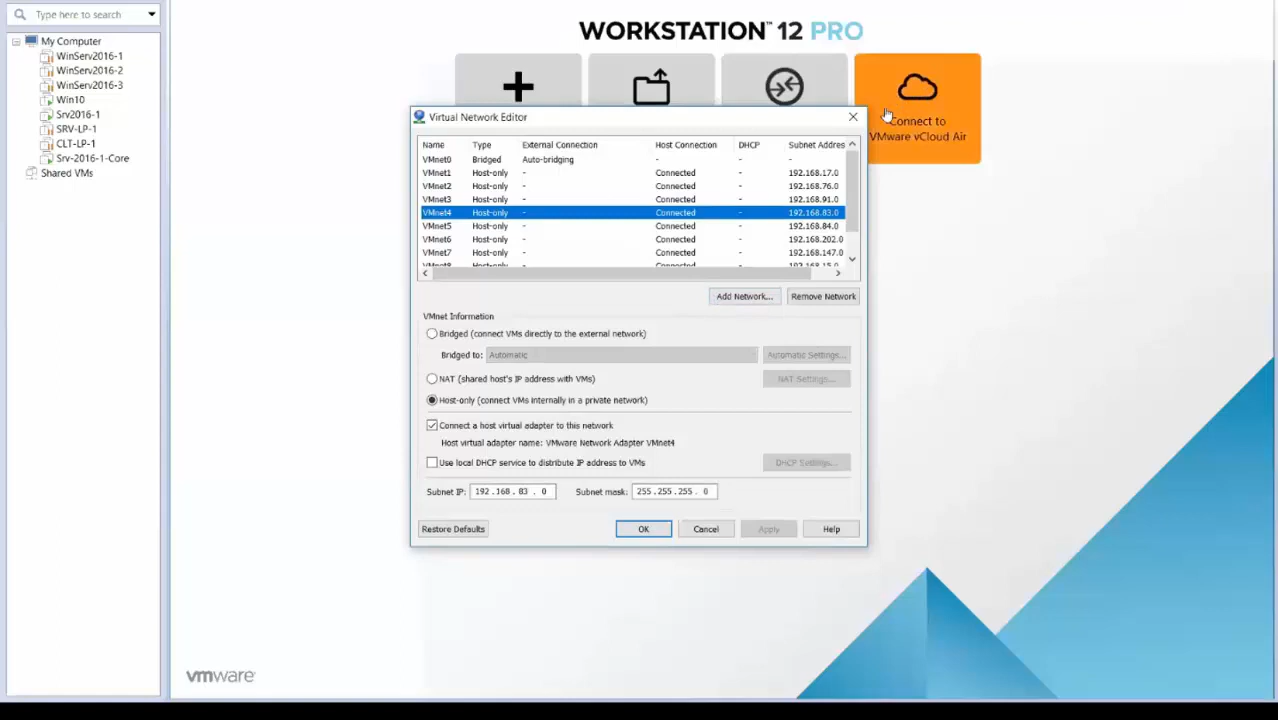 Type here to search
My Computer
WinServ2016-1
WinServ2016-2
WinServ2016-3
Win10
Srv2016-1
SRV-LP-1
CLT-LP-1
Srv-2016-1-Core
Shared VMs
WORKSTATION™ 12 PRO
Connect to
VMware vCloud Air
Virtual Network Editor
Name Type External Connection Host Connection DHCP Subnet Addres
VMnet0 Bridged Auto-bridging - - -
VMnet1 Host-only - Connected - 192.168.17.0
VMnet2 Host-only - Connected - 192.168.76.0
VMnet3 Host-only - Connected - 192.168.91.0
VMnet4 Host-only - Connected - 192.168.83.0
VMnet5 Host-only - Connected - 192.168.84.0
VMnet6 Host-only - Connected - 192.168.202.0
VMnet7 Host-only - Connected - 192.168.147.0
VMnet8 Host-only - Connected - 192.168.15.0
Add Network... Remove Network
VMnet Information
Bridged (connect VMs directly to the external network)
Bridged to: Automatic Automatic Settings...
NAT (shared host's IP address with VMs) NAT Settings...
Host-only (connect VMs internally in a private network)
Connect a host virtual adapter to this network
Host virtual adapter name: VMware Network Adapter VMnet4
Use local DHCP service to distribute IP address to VMs DHCP Settings...
Subnet IP: 192 . 168 . 83 . 0 Subnet mask: 255 . 255 . 255 . 0
Restore Defaults OK Cancel Apply Help
vmware